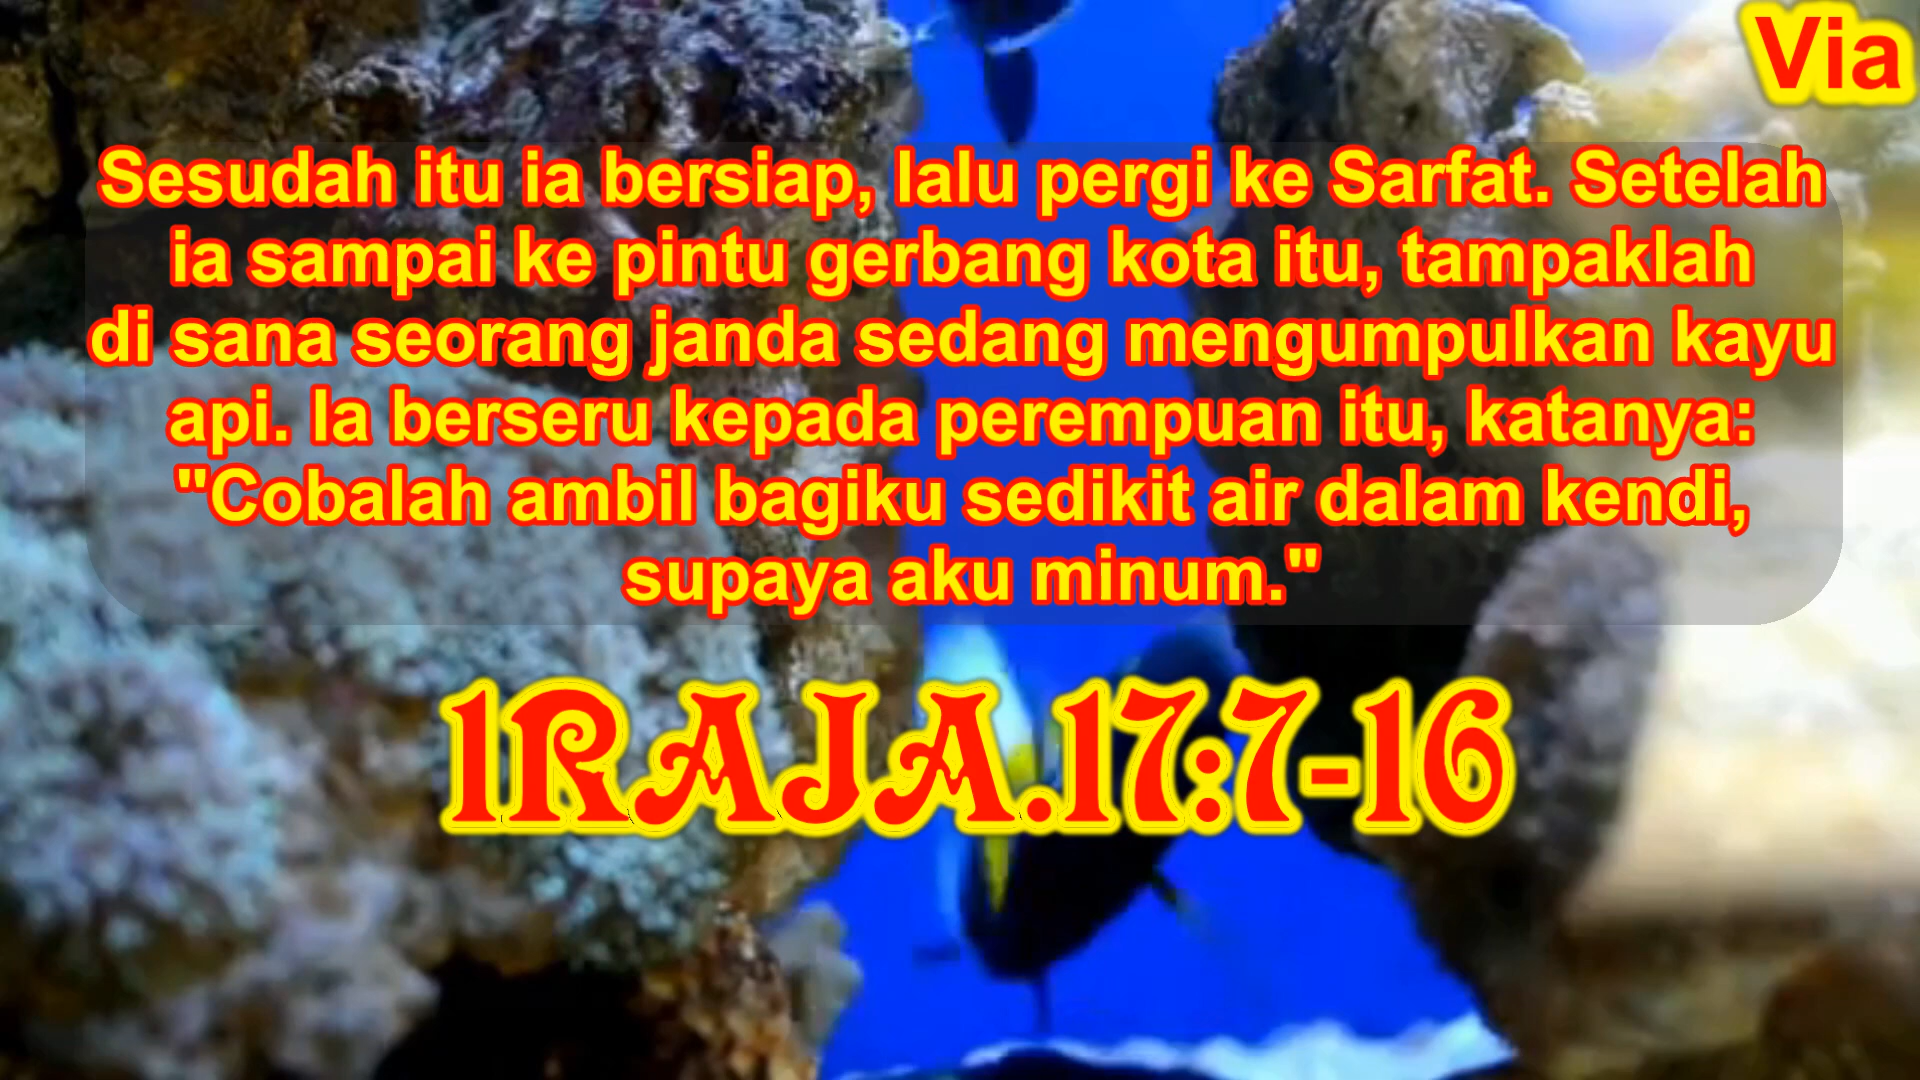 Via
Sesudah itu ia bersiap, lalu pergi ke Sarfat. Setelah
ia sampai ke pintu gerbang kota itu, tampaklah
di sana seorang janda sedang mengumpulkan kayu
api. Ia berseru kepada perempuan itu, katanya:
"Cobalah ambil bagiku sedikit air dalam kendi,
supaya aku minum."
1RAJA.17:7-16